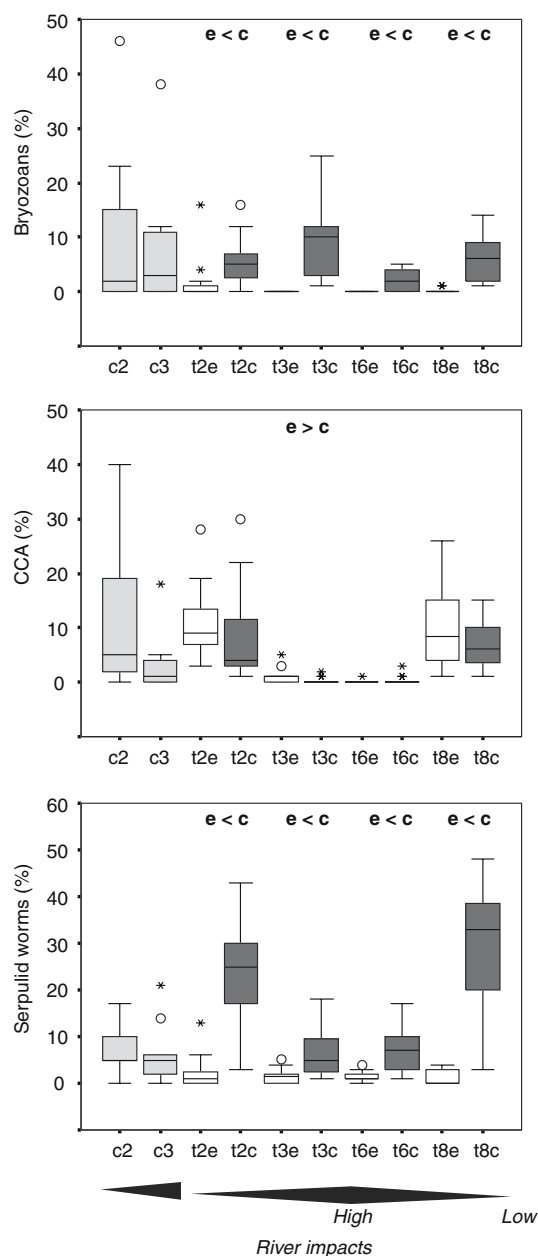 50
e < c e < c e < c e < c
40
30
20
10
0
Bryozoans (%)
c2 c3 t2e t2c t3e t3c t6e t6c t8e t8c
50
e > c
40
30
20
10
0
CCA (%)
c2 c3 t2e t2c t3e t3c t6e t6c t8e t8c
60
e < c e < c e < c e < c
50
40
30
20
10
0
Serpulid worms (%)
c2 c3 t2e t2c t3e t3c t6e t6c t8e t8c
High Low
River impacts